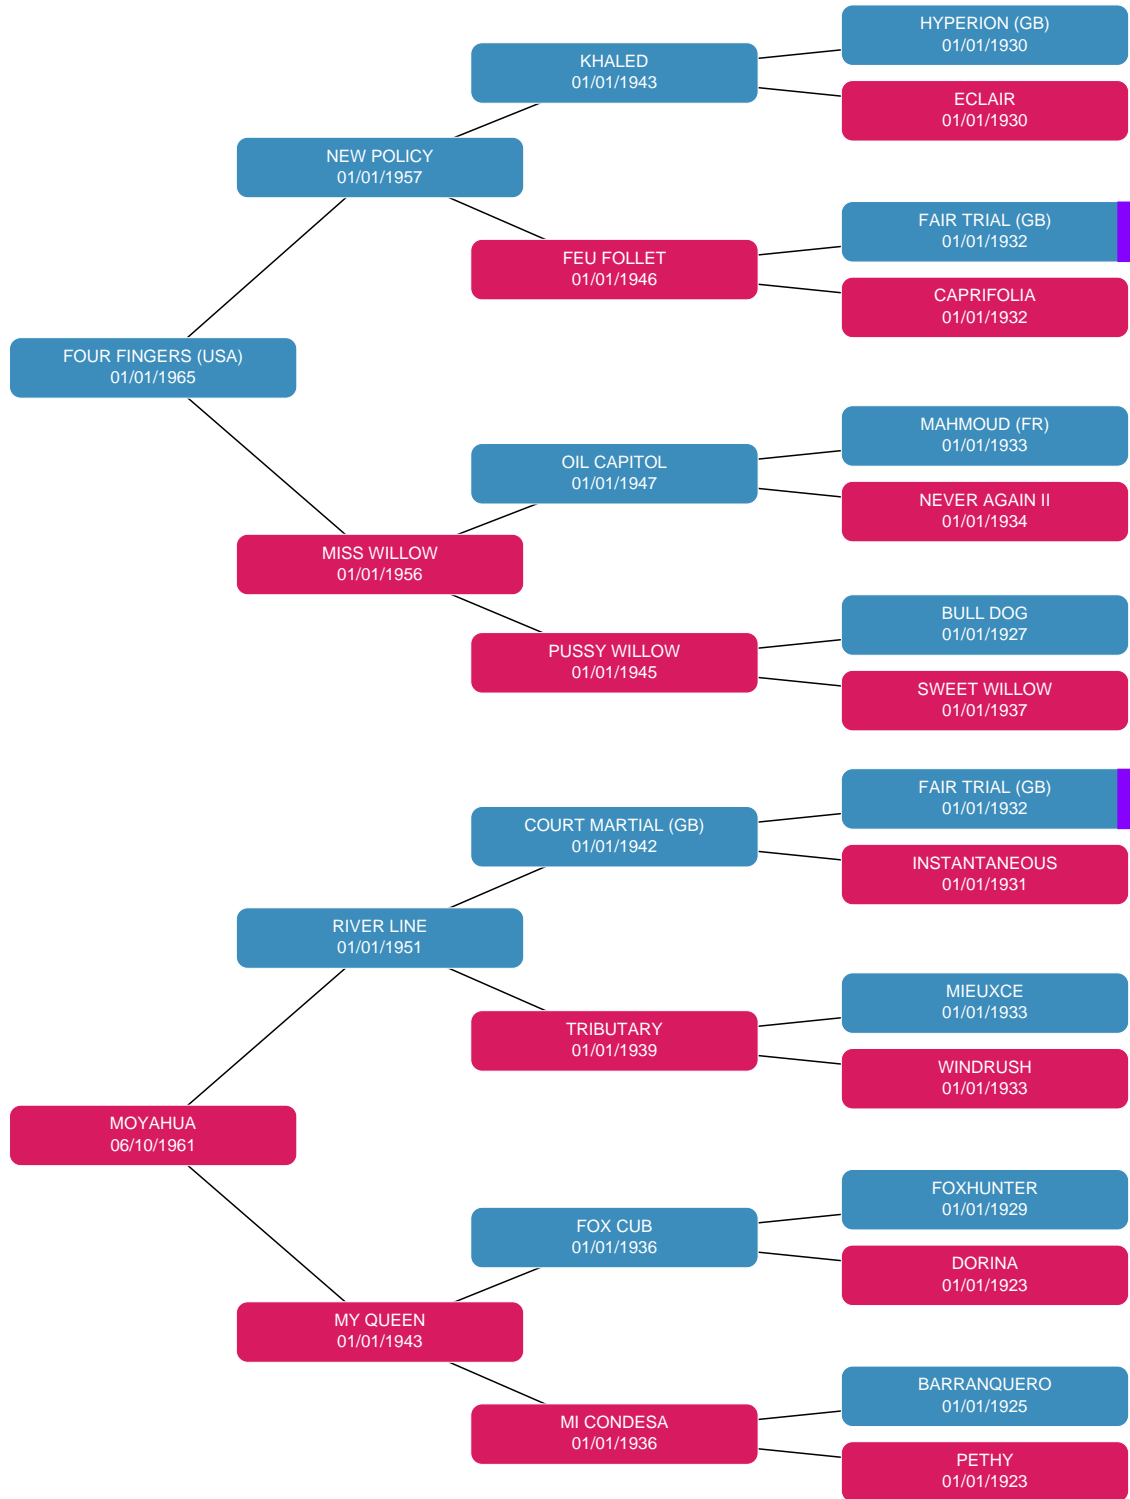 HYPERION (GB)
01/01/1930
KHALED
01/01/1943
ECLAIR
01/01/1930
NEW POLICY
01/01/1957
FAIR TRIAL (GB)
01/01/1932
FEU FOLLET
01/01/1946
CAPRIFOLIA
01/01/1932
FOUR FINGERS (USA)
01/01/1965
MAHMOUD (FR)
01/01/1933
OIL CAPITOL
01/01/1947
NEVER AGAIN II
01/01/1934
MISS WILLOW
01/01/1956
BULL DOG
01/01/1927
PUSSY WILLOW
01/01/1945
SWEET WILLOW
01/01/1937
FAIR TRIAL (GB)
01/01/1932
COURT MARTIAL (GB)
01/01/1942
INSTANTANEOUS
01/01/1931
RIVER LINE
01/01/1951
MIEUXCE
01/01/1933
TRIBUTARY
01/01/1939
WINDRUSH
01/01/1933
MOYAHUA
06/10/1961
FOXHUNTER
01/01/1929
FOX CUB
01/01/1936
DORINA
01/01/1923
MY QUEEN
01/01/1943
BARRANQUERO
01/01/1925
MI CONDESA
01/01/1936
PETHY
01/01/1923